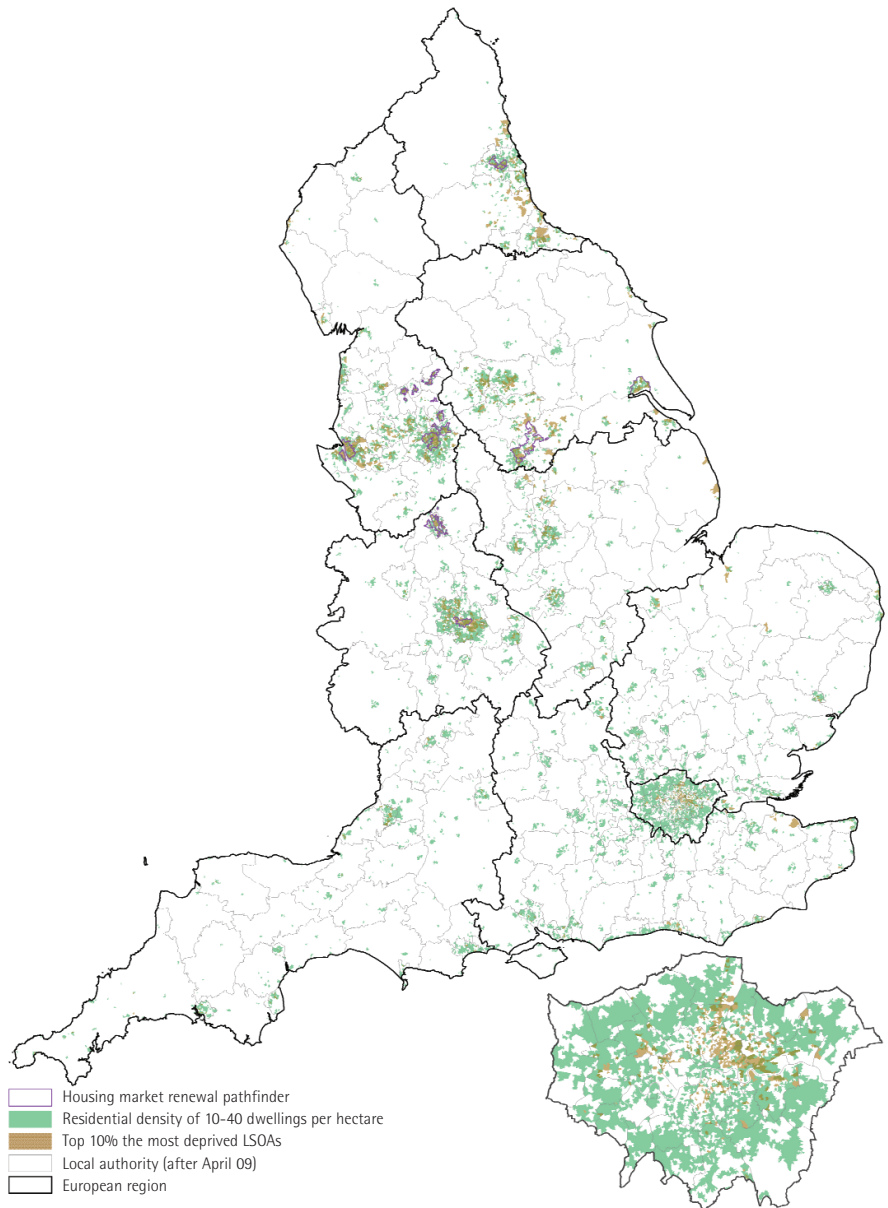 Housing market renewal pathfinder
Residential density of 10-40 dwellings per hectare
Top 10% the most deprived LSOAs
Local authority (after April 09)
European region